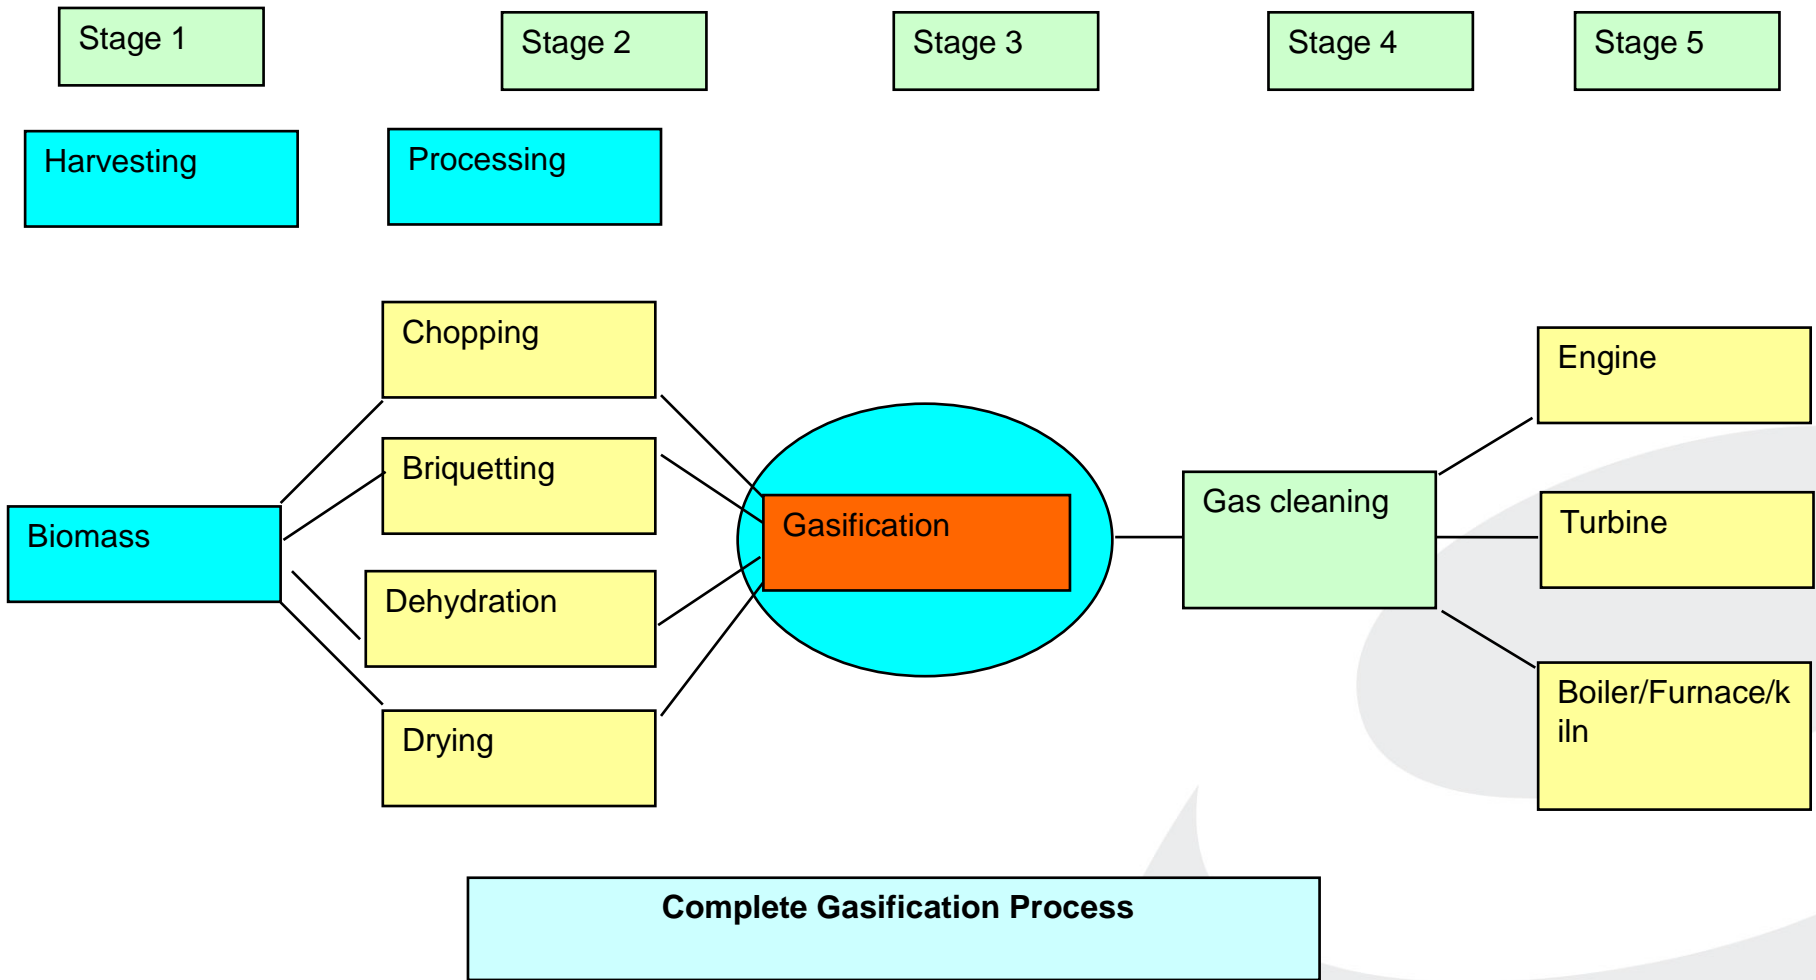 Stage 1
Stage 2
Stage 3
Stage 4
Stage 5
Harvesting
Processing
Chopping
Engine
Briquetting
Gas cleaning
Biomass
Gasification
Turbine
Dehydration
Boiler/Furnace/k
iln
Drying
Complete Gasification Process